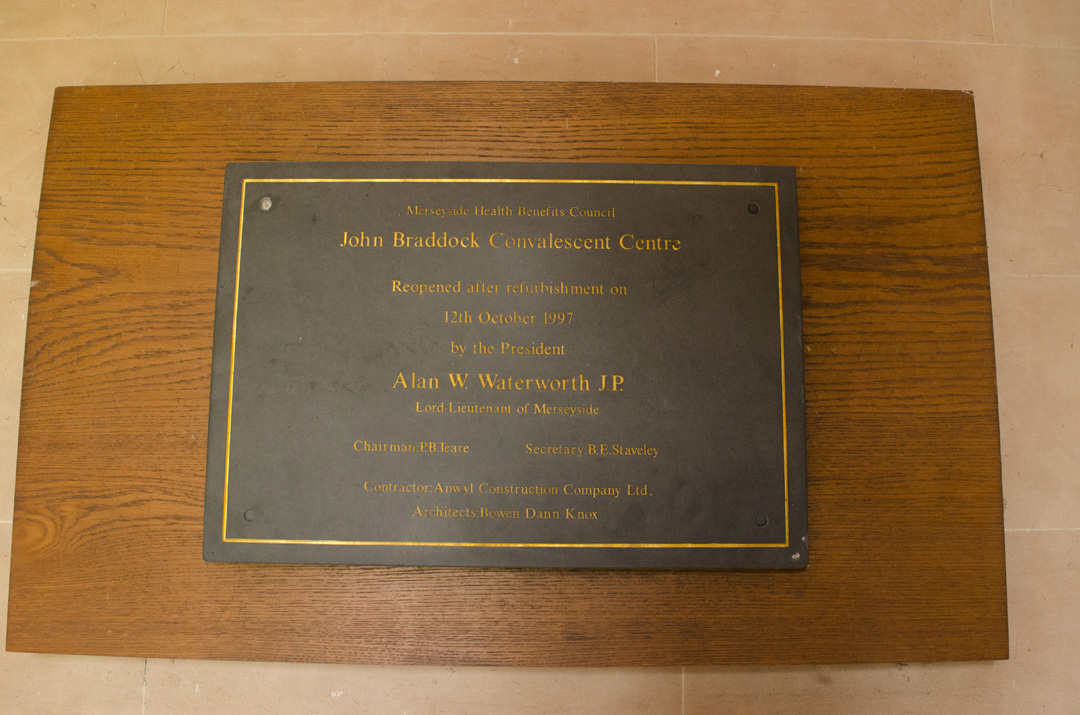 Merseyside Health Benefits Council
John Braddock Convalescent Centre
Reopened after refurbishment on
12th October 1997
by the President
Alan W. Waterworth J.P.
Lord-Lieutenant of Merseyside
Chairman: P.B.Teare Secretary: B.E.Staveley
Contractor: Anwyl Construction Company Ltd.
Architects: Bowen Dann Knox